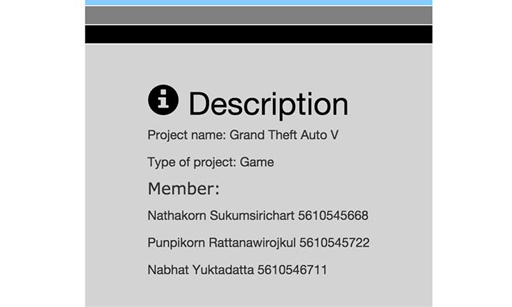 Description
Project name: Grand Theft Auto V
Type of project: Game
Member:
Nathakorn Sukumsirichart 5610545668
Punpikorn Rattanawirojkul 5610545722
Nabhat Yuktadatta 5610546711